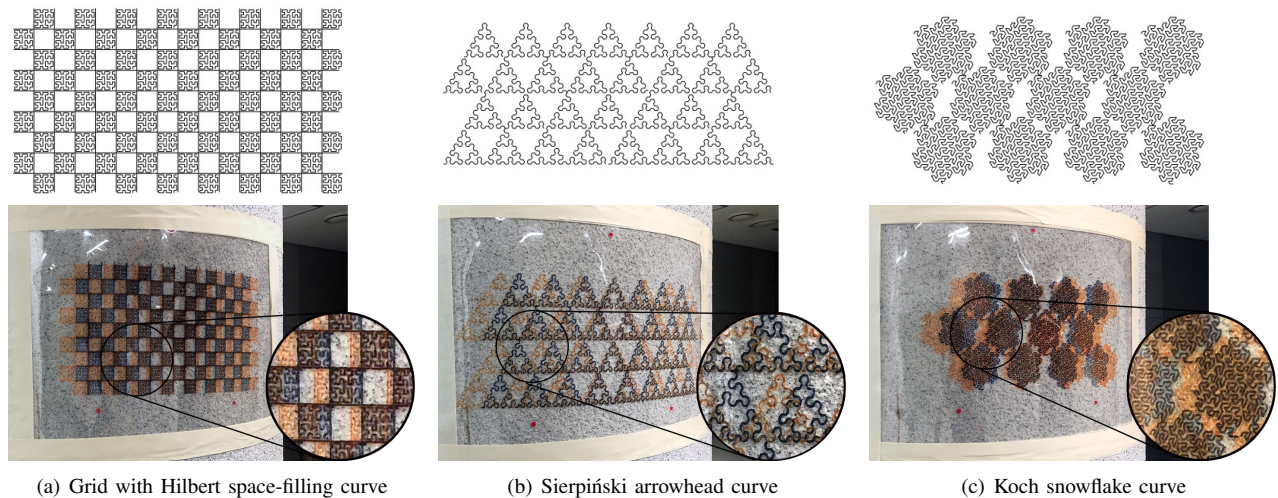 (a) Grid with Hilbert space-filling curve
(b) Sierpiński arrowhead curve
(c) Koch snowflake curve